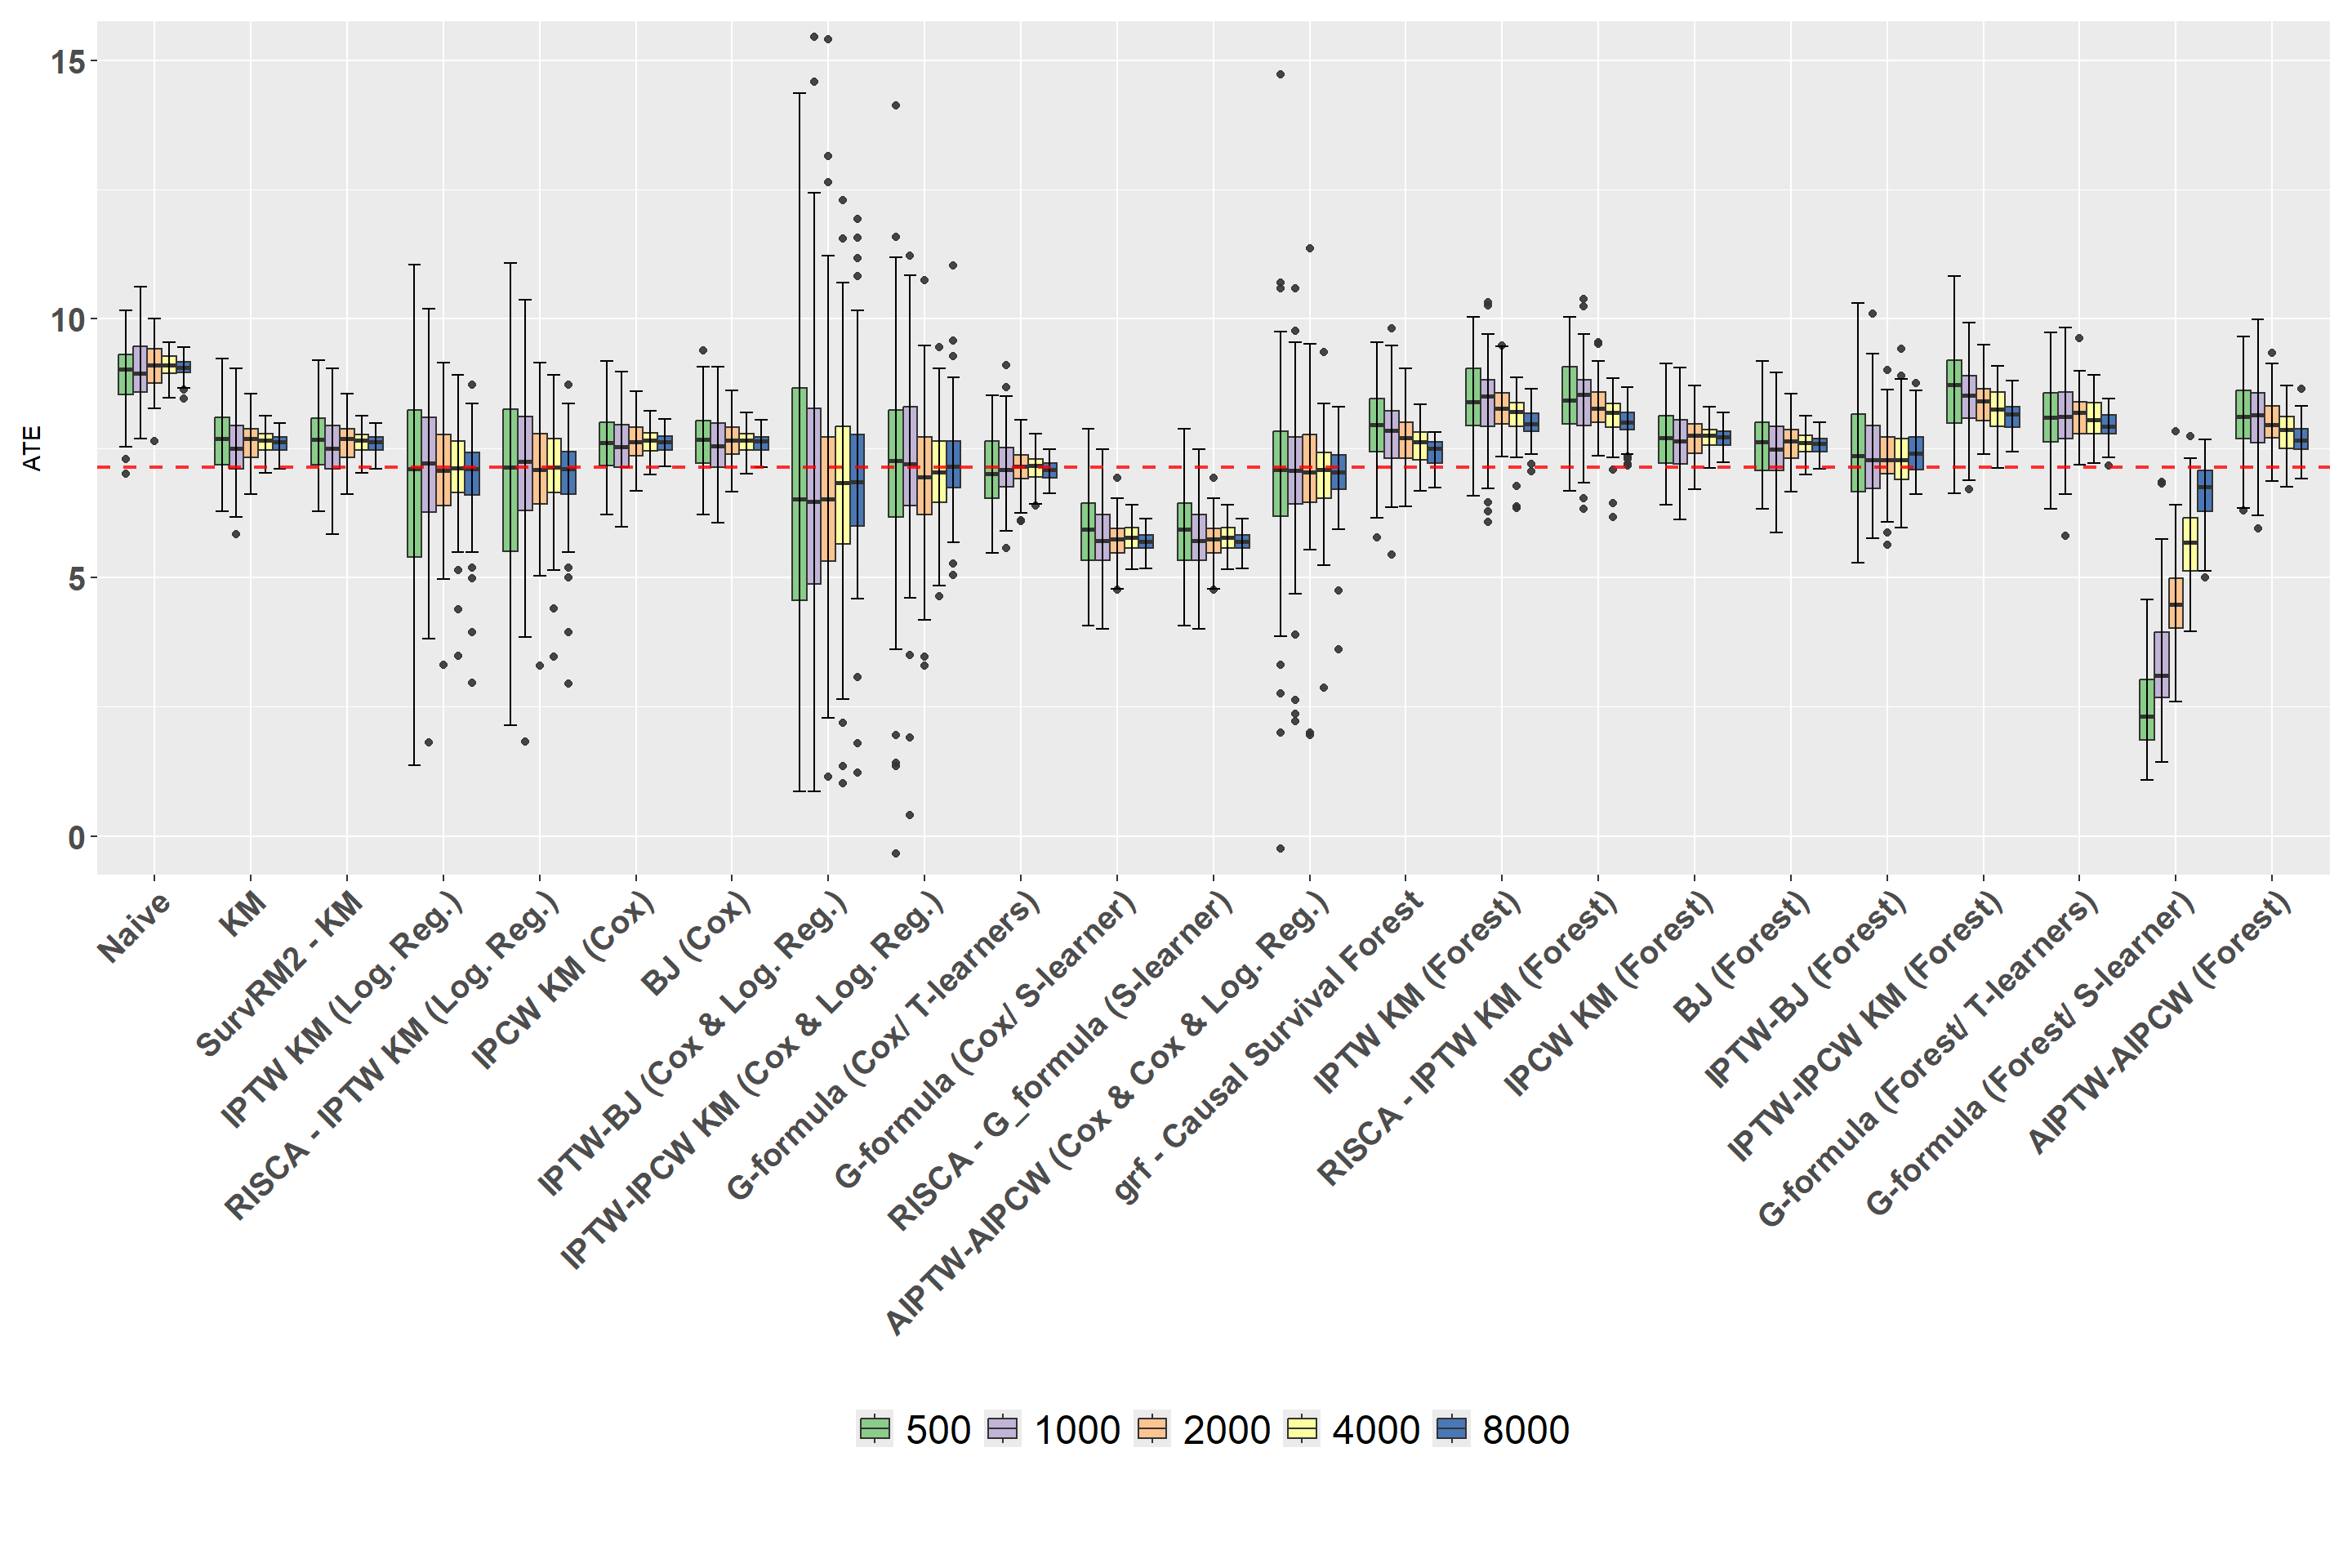 15
10
5
0
ATE
Naive
KM
SurvRM2 - KM
IPTW KM (Log. Reg.)
RISCA - IPTW KM (Log. Reg.)
IPCW KM (Cox)
BJ (Cox)
IPTW-BJ (Cox & Log. Reg.)
IPTW-IPCW KM (Cox & Log. Reg.)
G-formula (Cox/ T-learners)
G-formula (Cox/ S-learner)
RISCA - G_formula (S-learner)
AIPTW-AIPCW (Cox & Cox & Log. Reg.)
grf - Causal Survival Forest
IPTW KM (Forest)
RISCA - IPTW KM (Forest)
IPCW KM (Forest)
BJ (Forest)
IPTW-BJ (Forest)
IPTW-IPCW KM (Forest)
G-formula (Forest/ T-learners)
G-formula (Forest/ S-learner)
AIPTW-AIPCW (Forest)
500 1000 2000 4000 8000